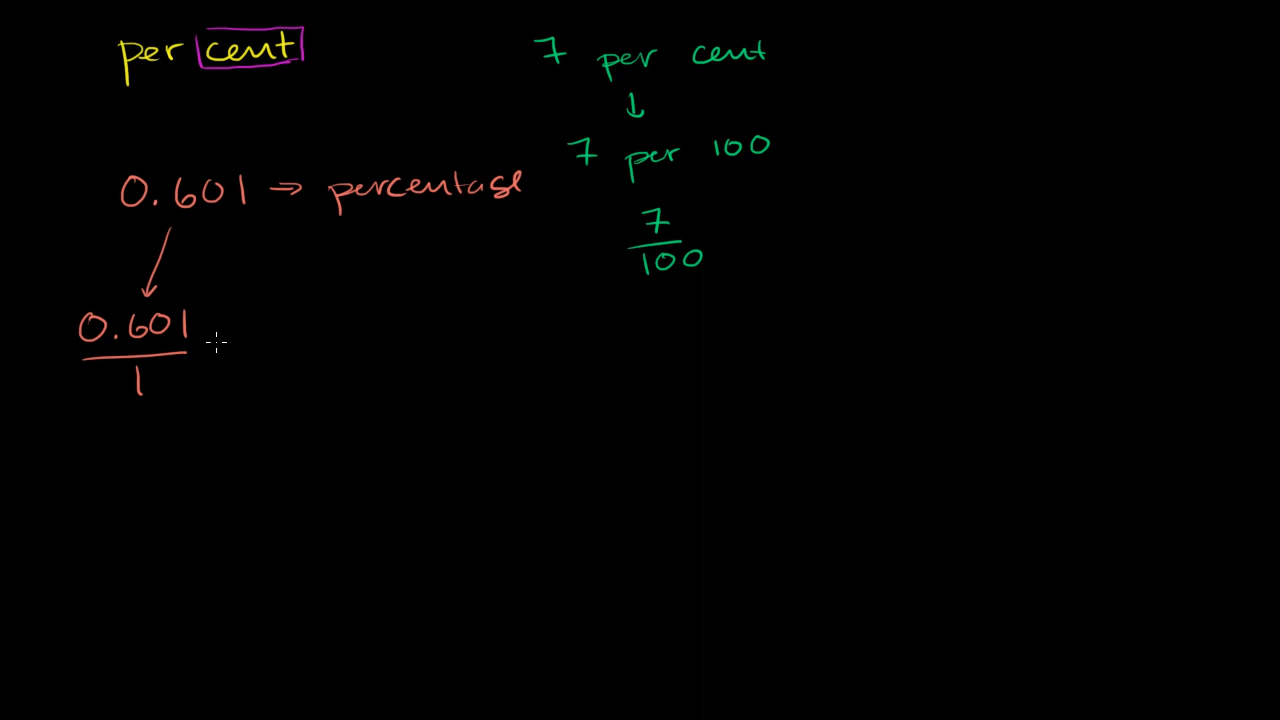 per cent
0.601 ⇒ percentage
0.601
1
7 per cent
↓
7 per 100
7
100